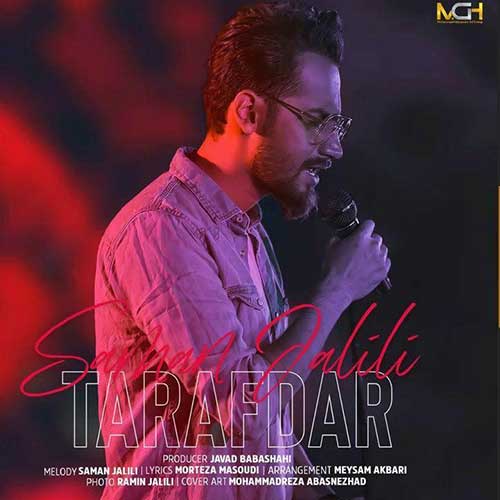 MGH
Saman Jalili
TARAFDAR
PRODUCER JAVAD BABASHAHI
MELODY SAMAN JALILI | LYRICS MORTEZA MASOUDI | ARRANGEMENT MEYSAM AKBARI
PHOTO RAMIN JALILI | COVER ART MOHAMMADREZA ABASNEZHAD